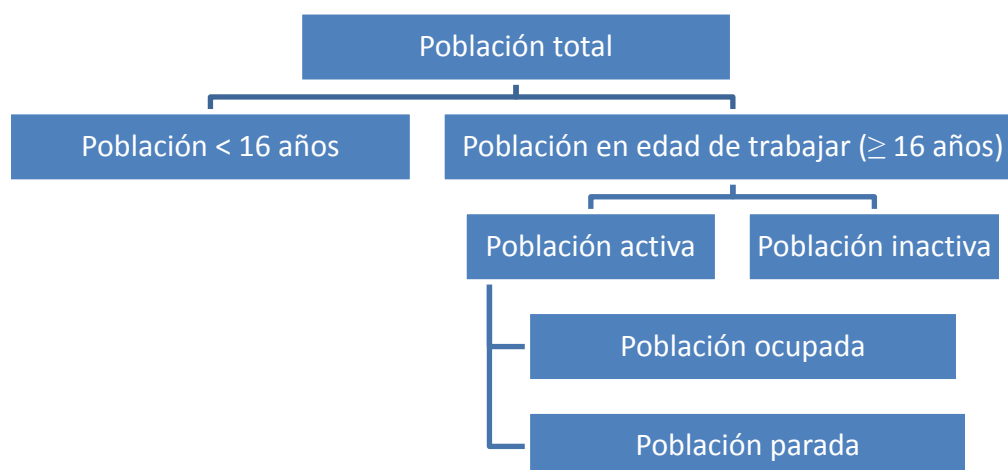 Población total
Población < 16 años
Población en edad de trabajar (≥ 16 años)
Población activa
Población inactiva
Población ocupada
Población parada